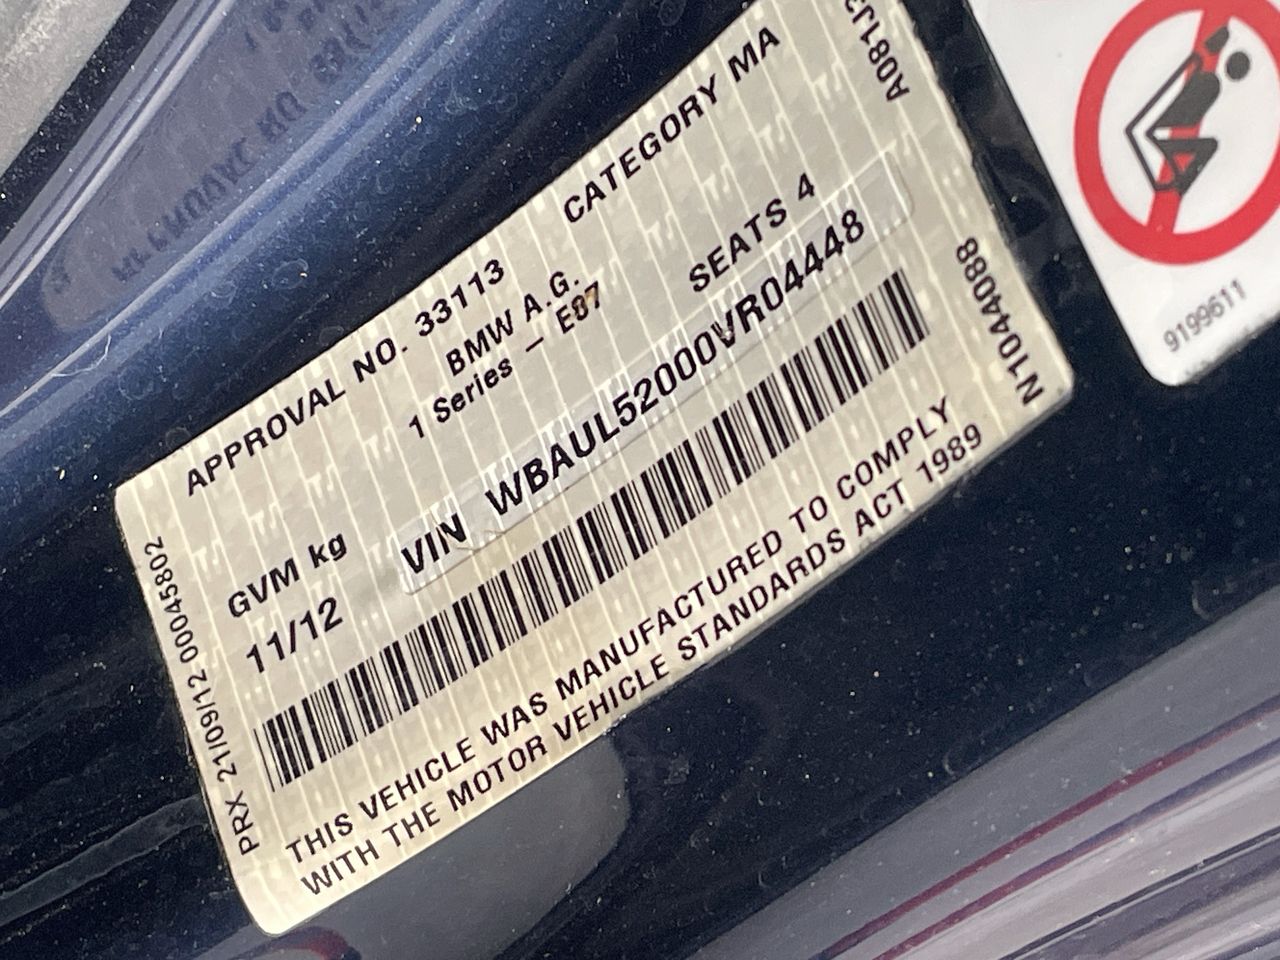 APPROVAL NO. 33113 CATEGORY MA
BMW A.G.
1 Series – E87
SEATS 4
GVM kg
11/12
VIN WBAUL52000VR04448
THIS VEHICLE WAS MANUFACTURED TO COMPLY
WITH THE MOTOR VEHICLE STANDARDS ACT 1989
PRX 21/09/12 00045802
N1044088
9199611